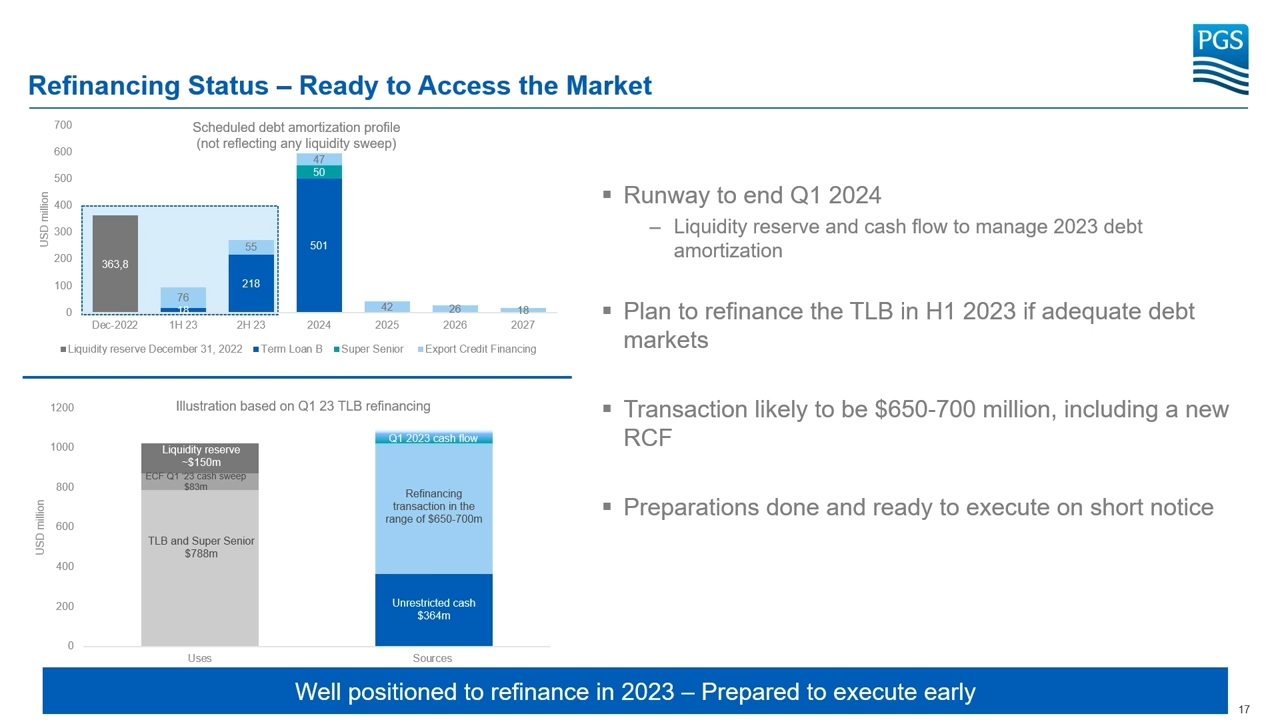 PGS
Refinancing Status – Ready to Access the Market
Scheduled debt amortization profile
(not reflecting any liquidity sweep)
USD million
700
600
500
400
300
200
100
0
363,8
76
18
55
218
47
50
501
42
26
18
Dec-2022 1H 23 2H 23 2024 2025 2026 2027
Liquidity reserve December 31, 2022 Term Loan B Super Senior Export Credit Financing
Illustration based on Q1 23 TLB refinancing
USD million
1200
1000
800
600
400
200
0
Liquidity reserve
~$150m
ECF Q1 '23 cash sweep
$83m
TLB and Super Senior
$788m
Q1 2023 cash flow
Refinancing
transaction in the
range of $650-700m
Unrestricted cash
$364m
Uses Sources
▪ Runway to end Q1 2024
– Liquidity reserve and cash flow to manage 2023 debt
amortization
▪ Plan to refinance the TLB in H1 2023 if adequate debt
markets
▪ Transaction likely to be $650-700 million, including a new
RCF
▪ Preparations done and ready to execute on short notice
Well positioned to refinance in 2023 – Prepared to execute early
17